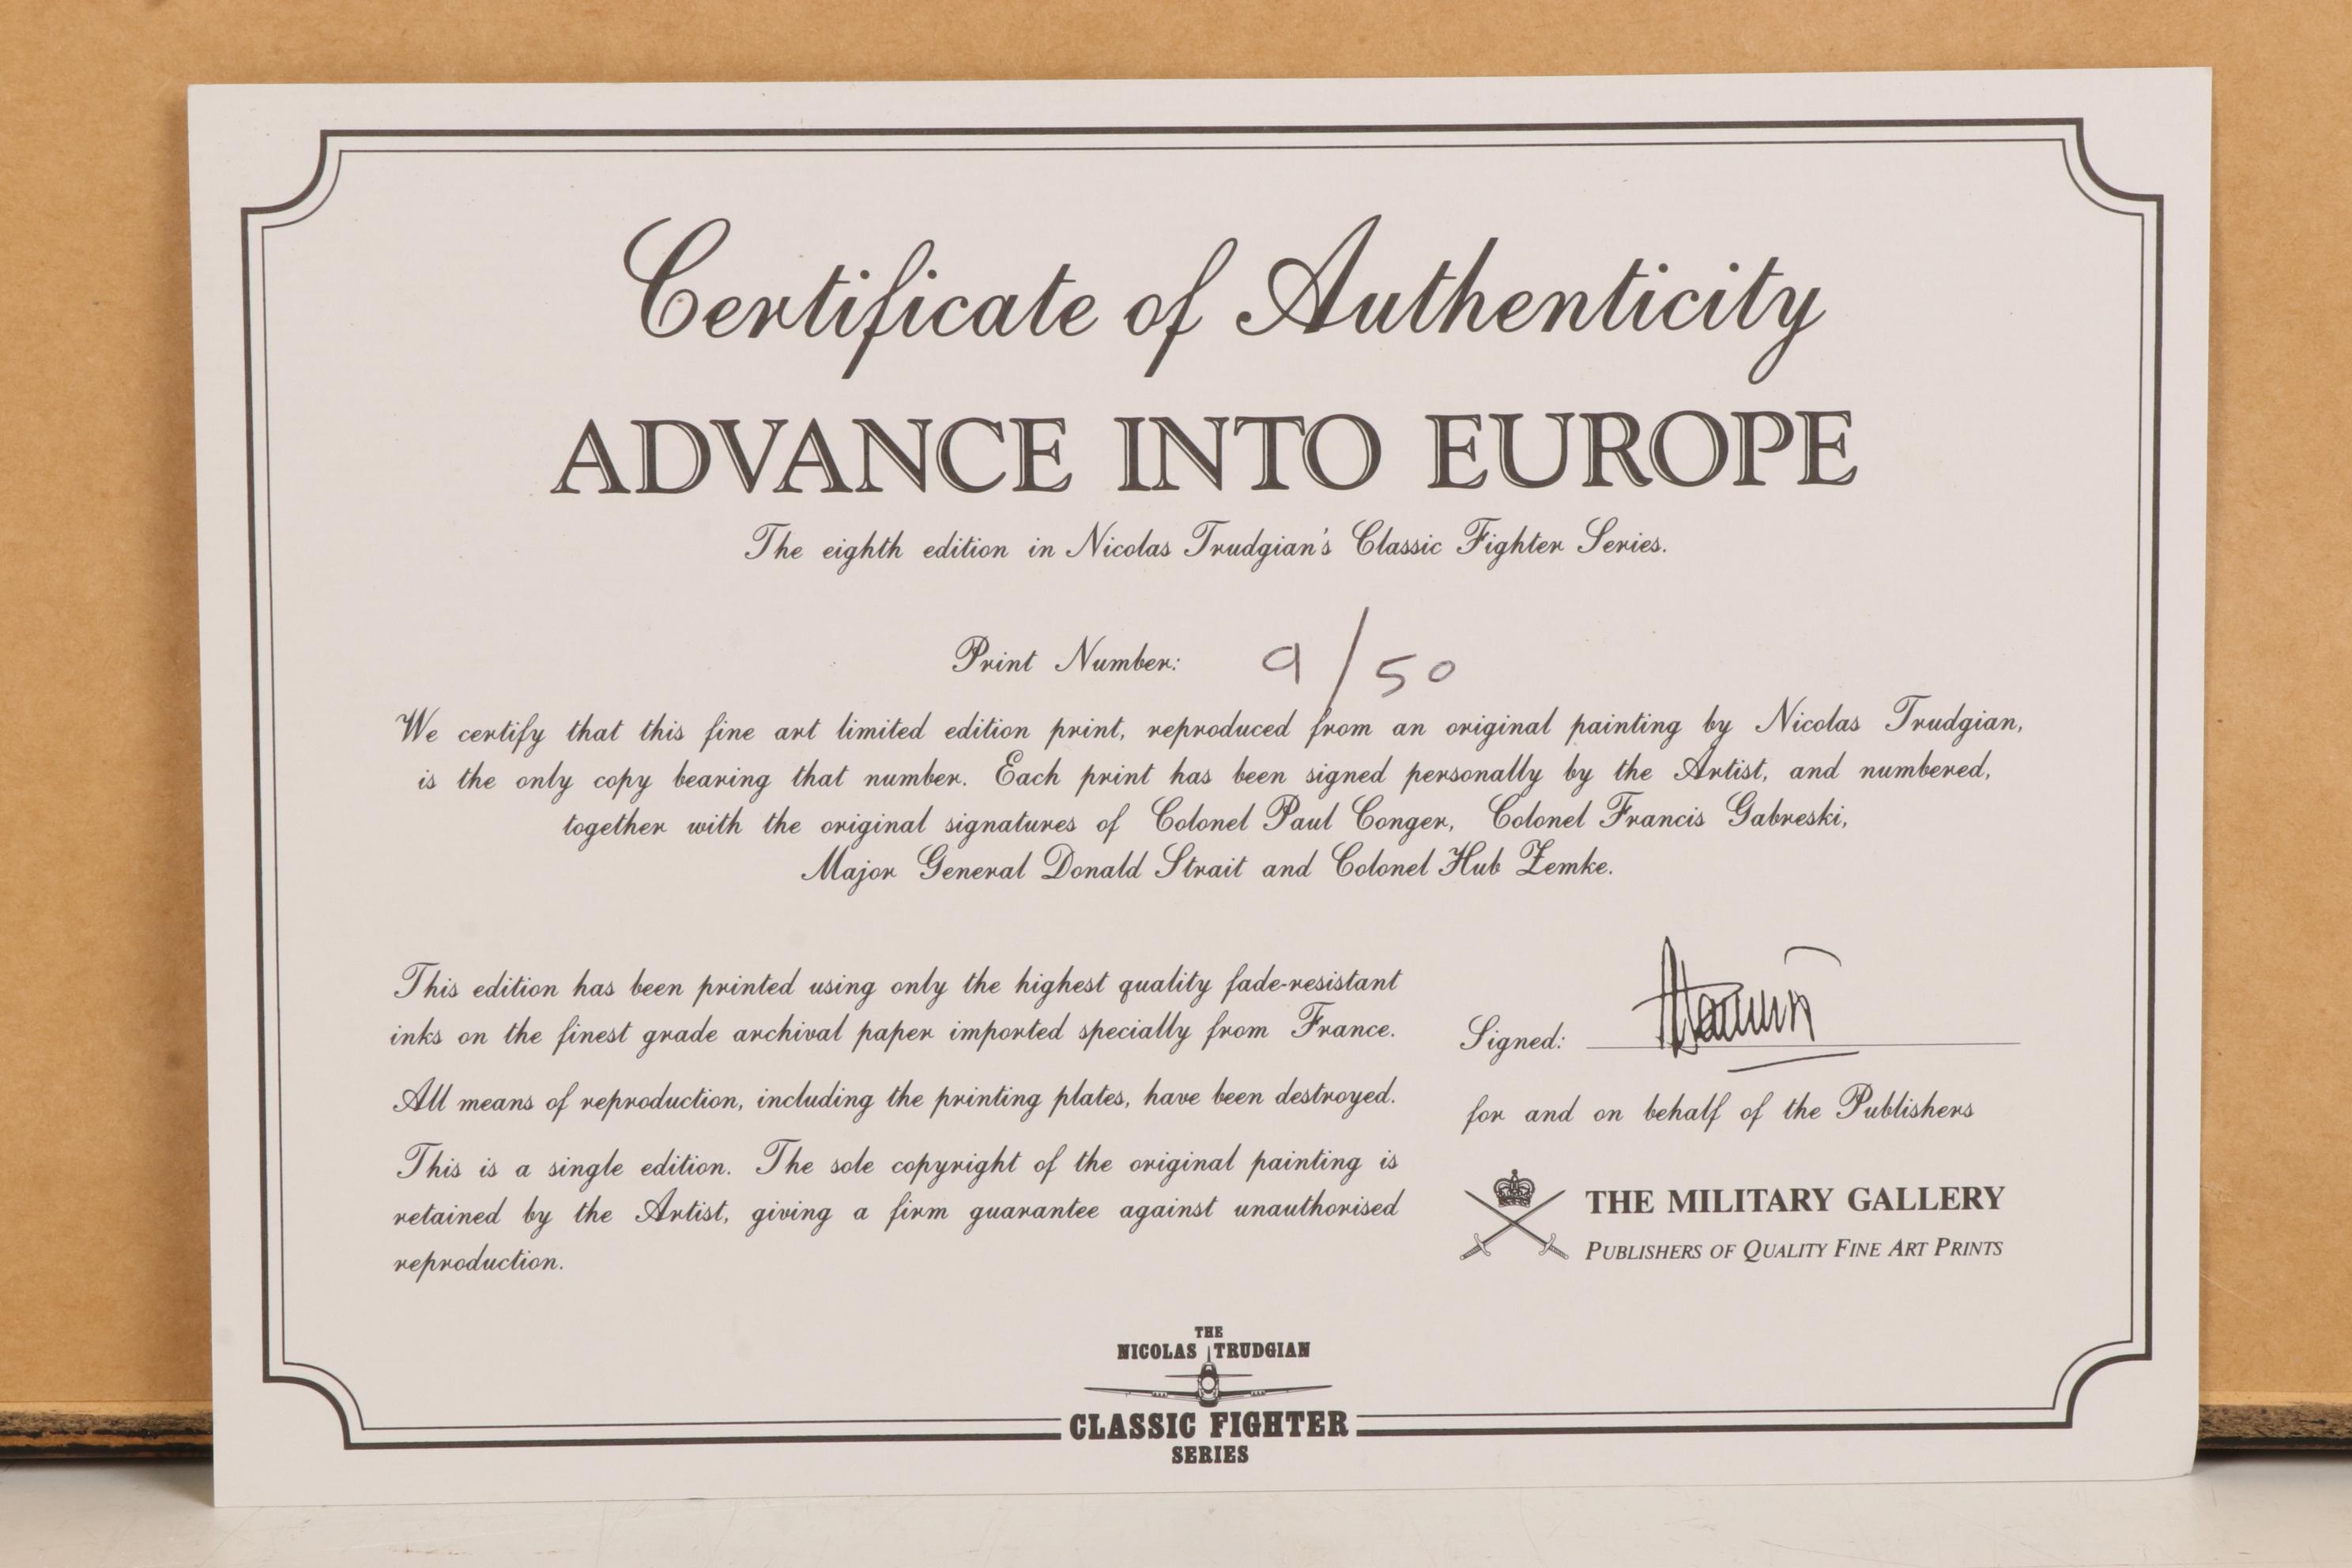 Certificate of Authenticity
ADVANCE INTO EUROPE
The eighth edition in Nicolas Trudgian's Classic Fighter Series.
Print Number: 9/50
We certify that this fine art limited edition print, reproduced from an original painting by Nicolas Trudgian,
is the only copy bearing that number. Each print has been signed personally by the Artist, and numbered,
together with the original signatures of Colonel Paul Conger, Colonel Francis Gabreski,
Major General Donald Strait and Colonel Hub Zemke.
This edition has been printed using only the highest quality fade-resistant
inks on the finest grade archival paper imported specially from France.
All means of reproduction, including the printing plates, have been destroyed.
This is a single edition. The sole copyright of the original painting is
retained by the Artist, giving a firm guarantee against unauthorised
reproduction.
Signed:
for and on behalf of the Publishers
THE MILITARY GALLERY
PUBLISHERS OF QUALITY FINE ART PRINTS
THE
NICOLAS TRUDGIAN
CLASSIC FIGHTER
SERIES